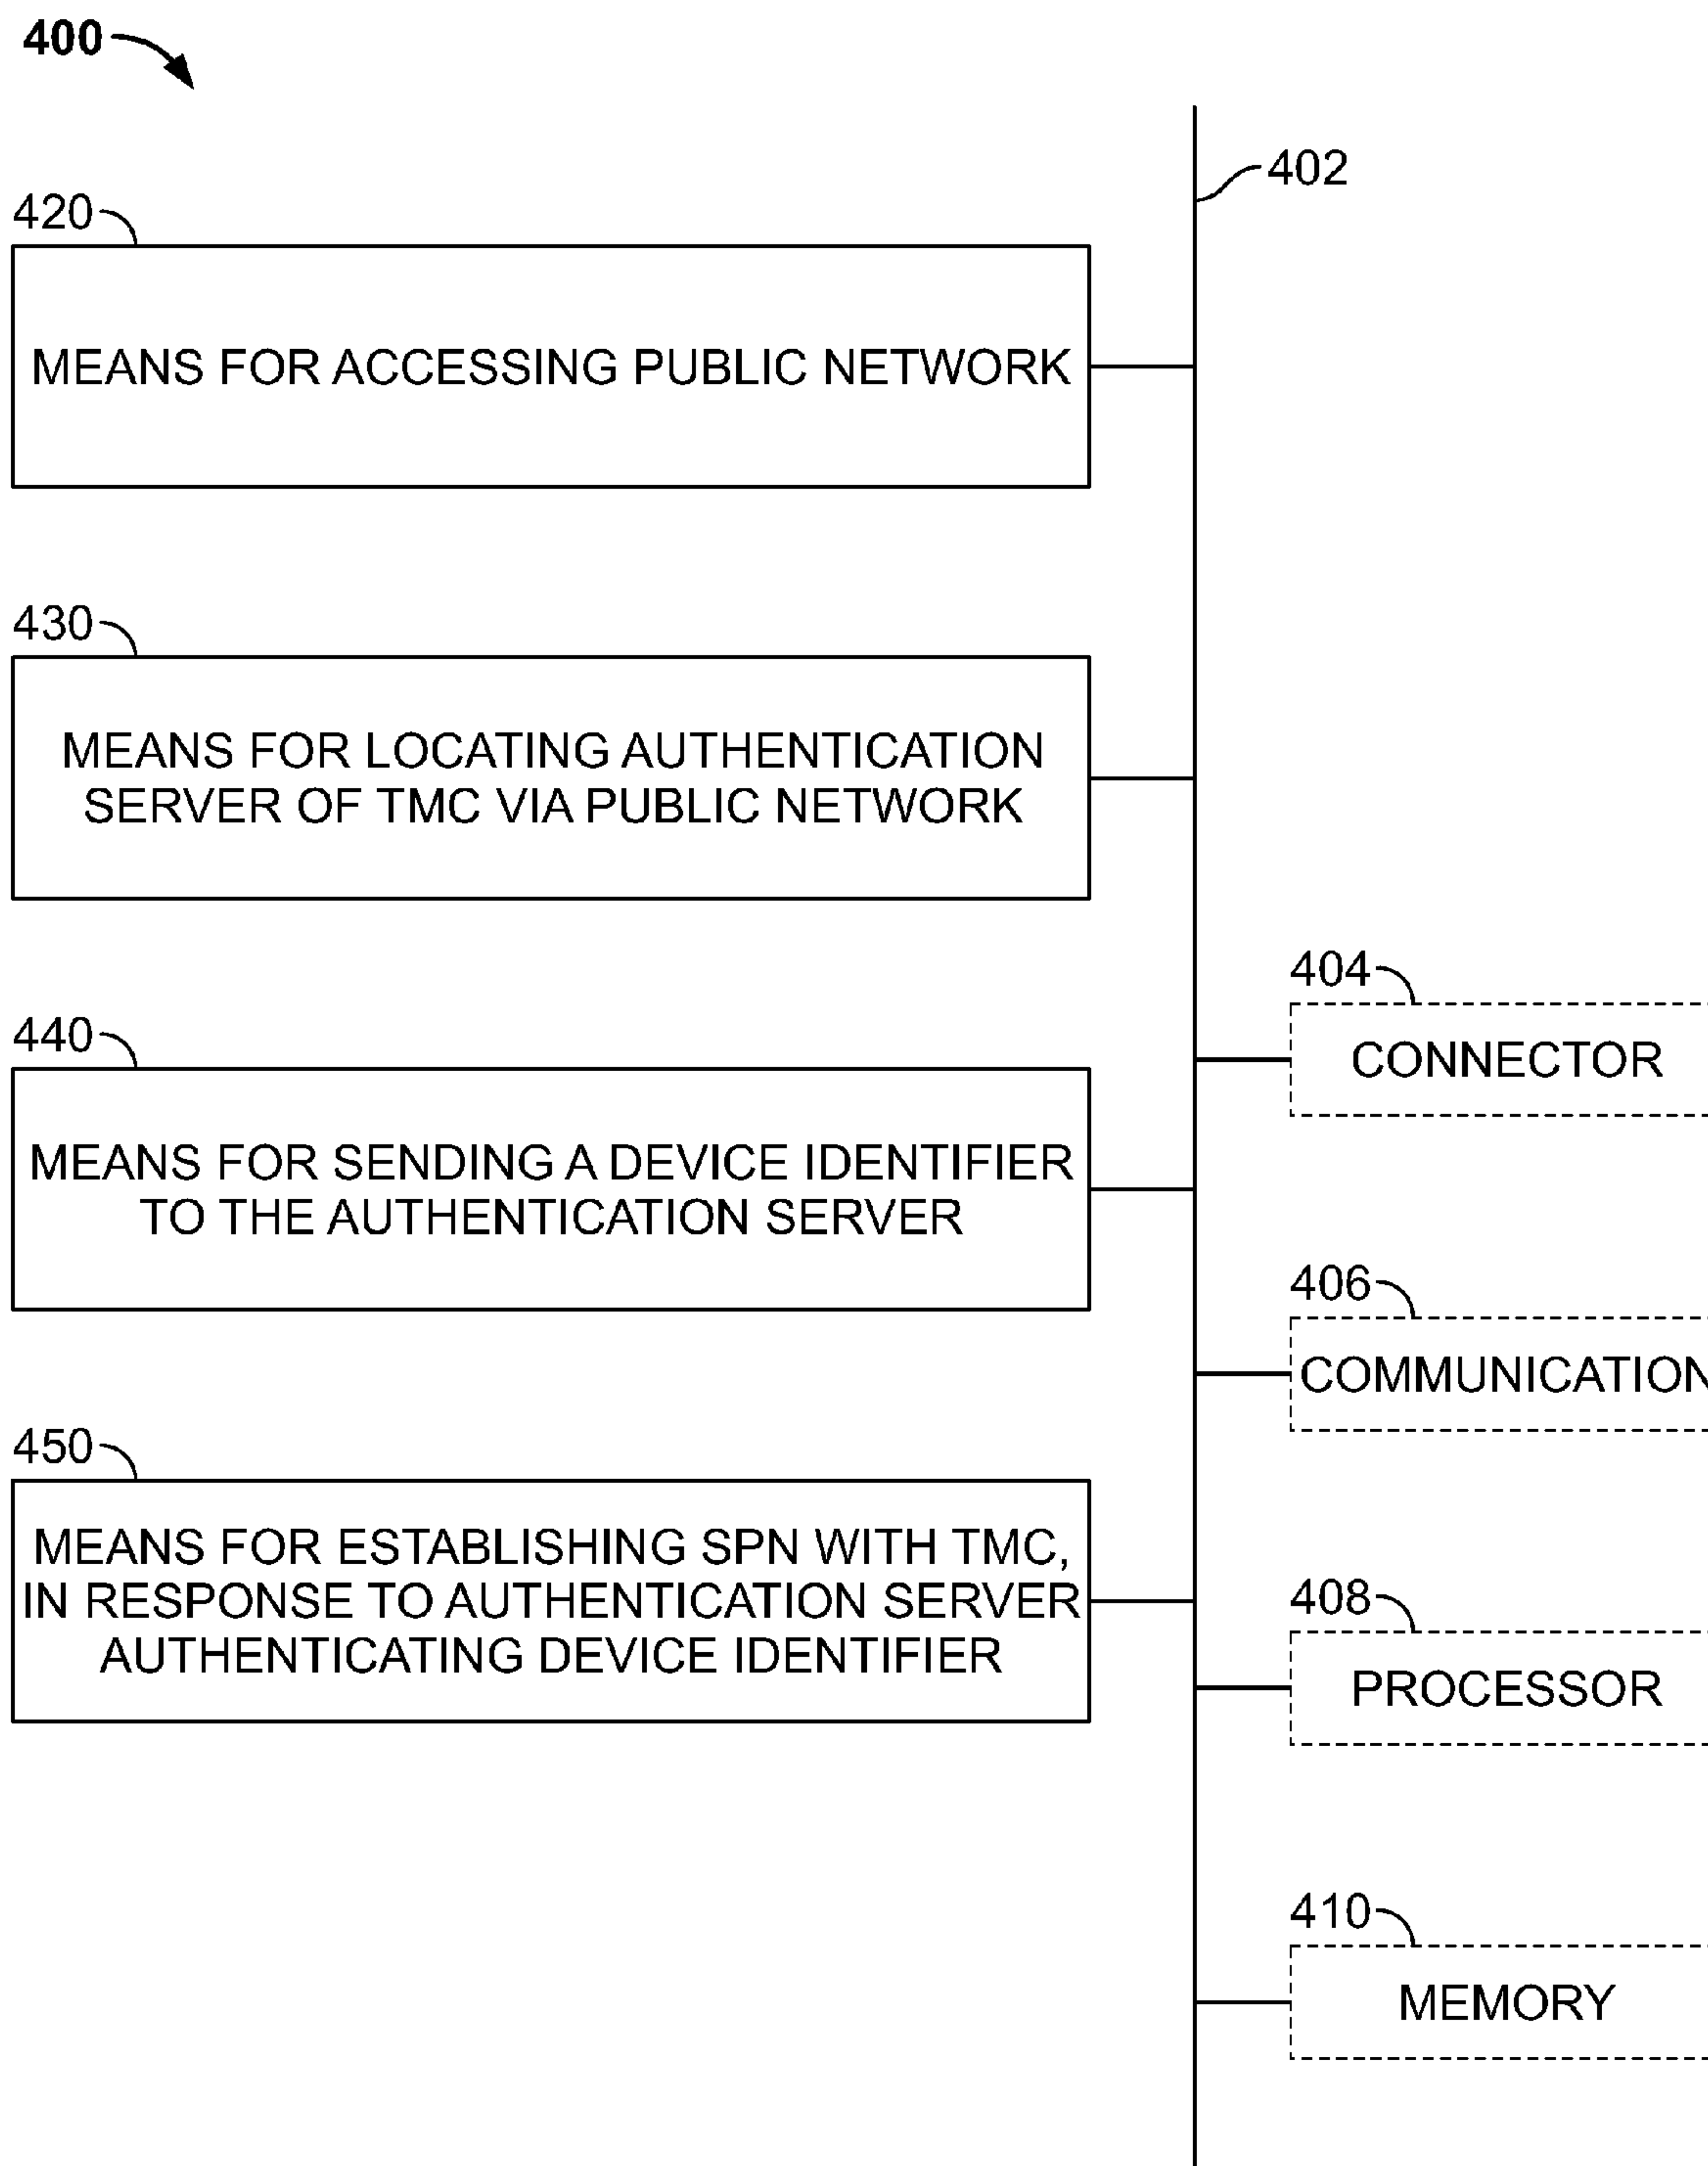 400
402
420
MEANS FOR ACCESSING PUBLIC NETWORK
430
MEANS FOR LOCATING AUTHENTICATION
SERVER OF TMC VIA PUBLIC NETWORK
404
CONNECTOR
440
MEANS FOR SENDING A DEVICE IDENTIFIER
TO THE AUTHENTICATION SERVER
406
COMMUNICATION
450
MEANS FOR ESTABLISHING SPN WITH TMC,
IN RESPONSE TO AUTHENTICATION SERVER
AUTHENTICATING DEVICE IDENTIFIER
408
PROCESSOR
410
MEMORY